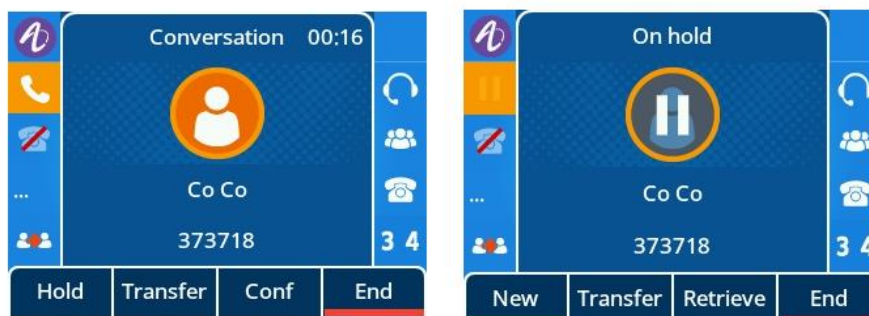 Conversation 00:16
...
Co Co
373718
3 4
Hold Transfer Conf End
On hold
...
Co Co
373718
3 4
New Transfer Retrieve End